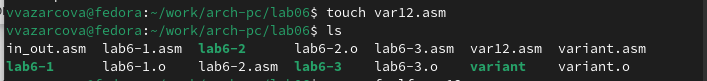 vvazarcova@fedora:~/work/arch-pc/lab06$ touch var12.asm
vvazarcova@fedora:~/work/arch-pc/lab06$ ls
in_out.asm lab6-1.asm lab6-2 lab6-2.o lab6-3.asm var12.asm variant.asm
lab6-1 lab6-1.o lab6-2.asm lab6-3 lab6-3.o variant variant.o